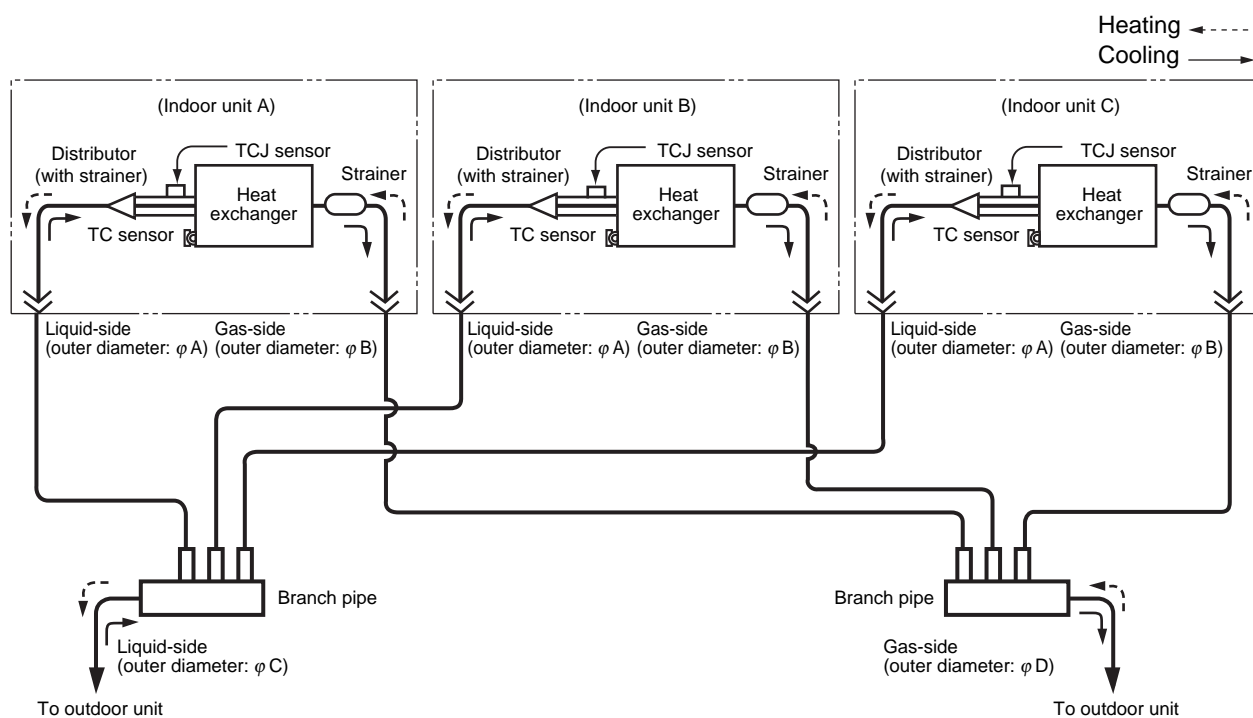 Heating
Cooling
(Indoor unit A)
Distributor
(with strainer)
TCJ sensor
Strainer
Heat
exchanger
TC sensor
Liquid-side
(outer diameter: φ A)
Gas-side
(outer diameter: φ B)
(Indoor unit B)
Distributor
(with strainer)
TCJ sensor
Strainer
Heat
exchanger
TC sensor
Liquid-side
(outer diameter: φ A)
Gas-side
(outer diameter: φ B)
(Indoor unit C)
Distributor
(with strainer)
TCJ sensor
Strainer
Heat
exchanger
TC sensor
Liquid-side
(outer diameter: φ A)
Gas-side
(outer diameter: φ B)
Branch pipe
Liquid-side
(outer diameter: φ C)
To outdoor unit
Branch pipe
Gas-side
(outer diameter: φ D)
To outdoor unit